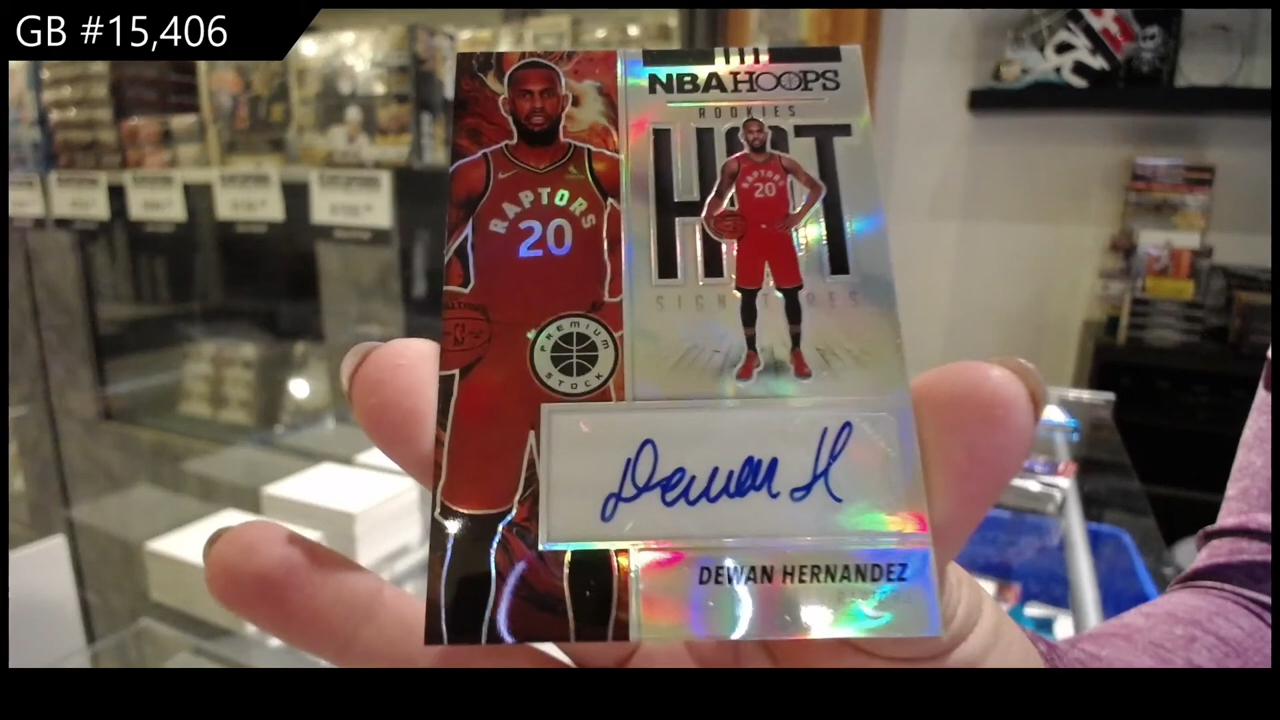 GB #15,406
NBA HOOPS
ROOKIES
HOT
SIGNATURES
RAPTORS
20
RAPTORS
20
PREMIUM
STOCK
Dewan H
DEWAN HERNANDEZ